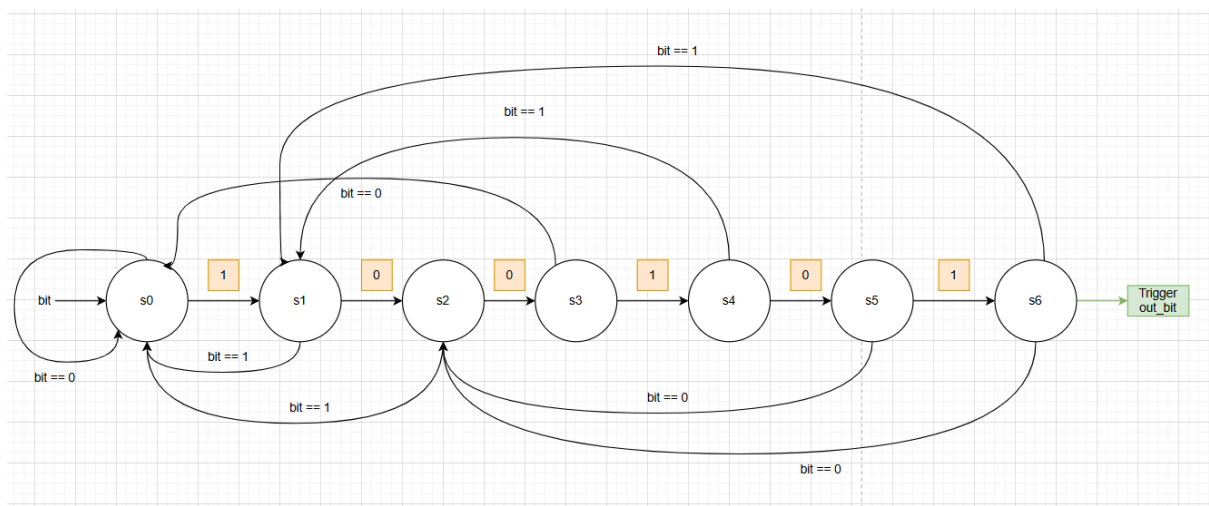 bit == 1
bit == 1
bit == 0
1
0
0
1
0
1
bit
s0
s1
s2
s3
s4
s5
s6
Trigger
out_bit
bit == 1
bit == 0
bit == 0
bit == 1
bit == 0